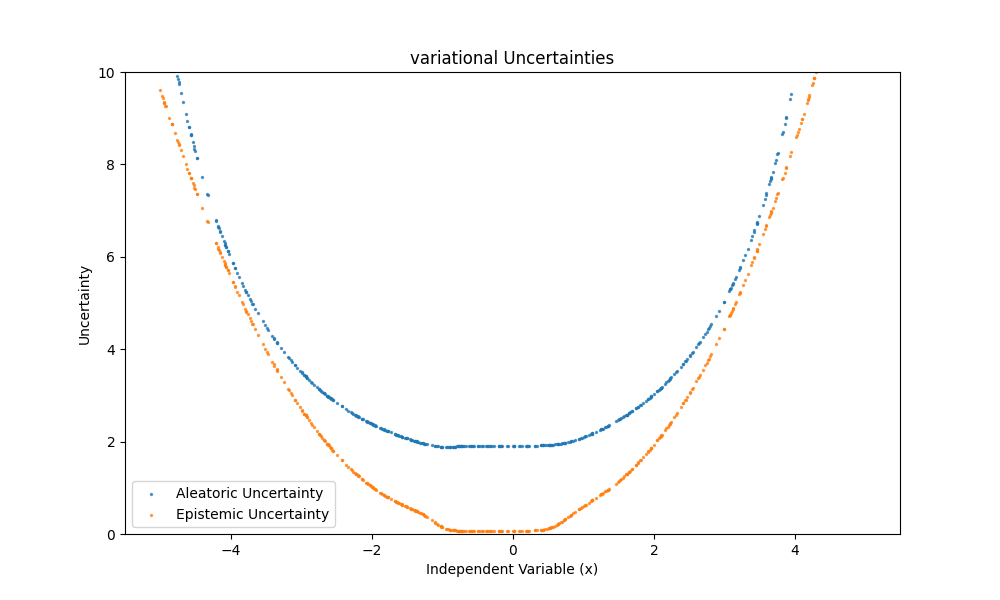 variational Uncertainties
10
8
6
4
2
0
Uncertainty
Aleatoric Uncertainty
Epistemic Uncertainty
−4
−2
0
2
4
Independent Variable (x)